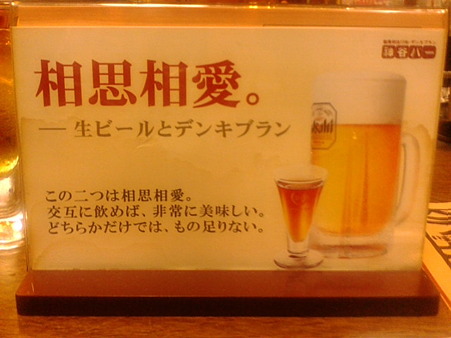 神谷バー
相思相愛。
― 生ビールとデンキブラン
Asahi
この二つは相思相愛。
交互に飲めば、非常に美味しい。
どちらかだけでは、もの足りない。